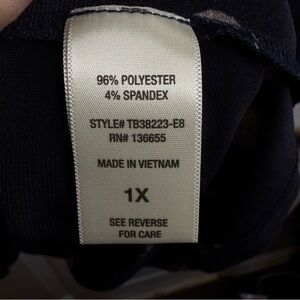 96% POLYESTER
4% SPANDEX
STYLE# TB38223-E8
RN# 136655
MADE IN VIETNAM
1X
SEE REVERSE
FOR CARE